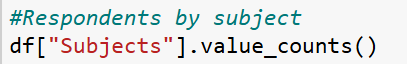 #Respondents by subject
df["Subjects"].value_counts()